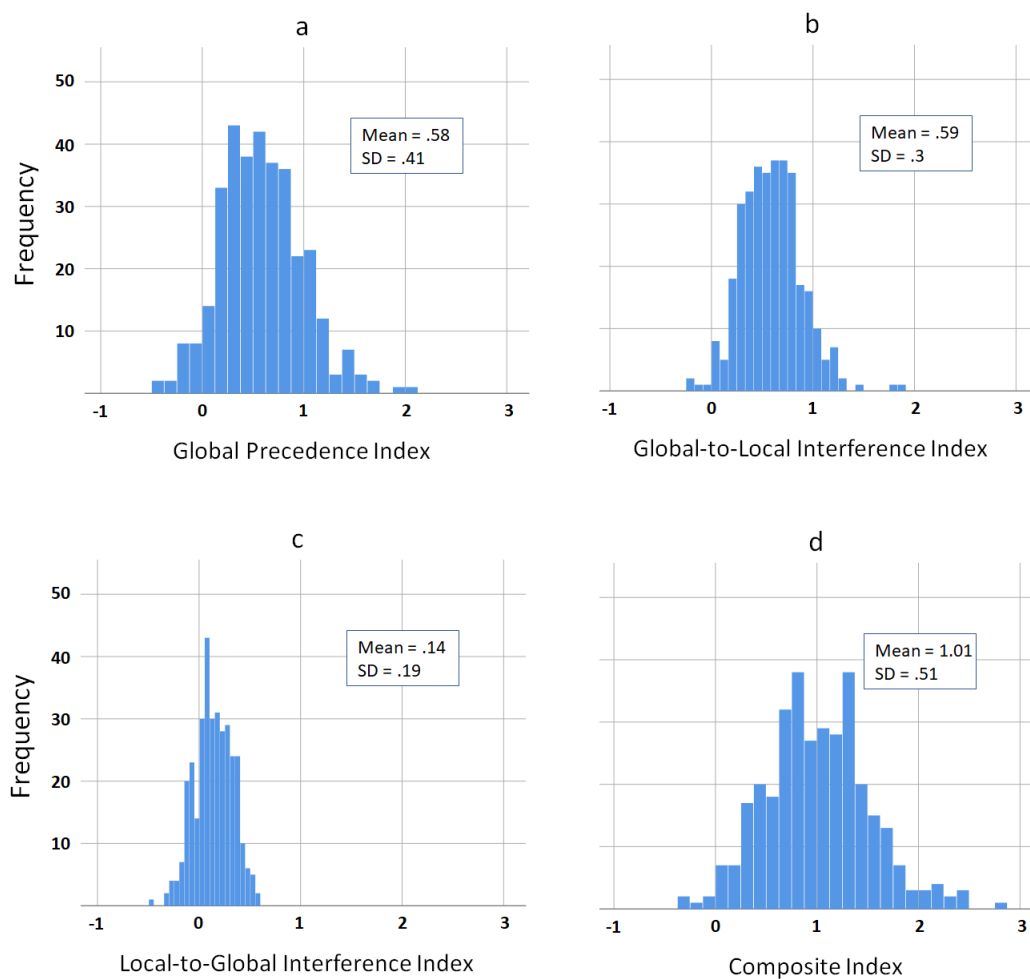 a
50
40
30
20
10
Frequency
Mean = .58
SD = .41
-1 0 1 2 3
Global Precedence Index
b
Mean = .59
SD = .3
-1 0 1 2 3
Global-to-Local Interference Index
c
50
40
30
20
10
Frequency
Mean = .14
SD = .19
-1 0 1 2 3
Local-to-Global Interference Index
d
Mean = 1.01
SD = .51
-1 0 1 2 3
Composite Index